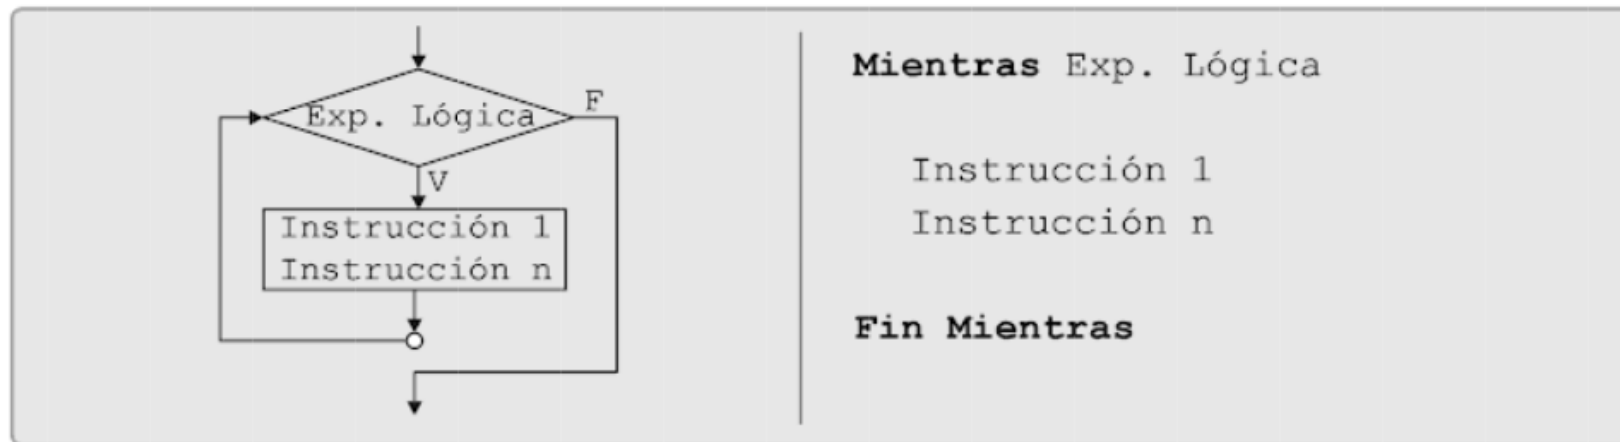 Exp. Lógica
F
V
Instrucción 1
Instrucción n
Mientras Exp. Lógica
Instrucción 1
Instrucción n
Fin Mientras